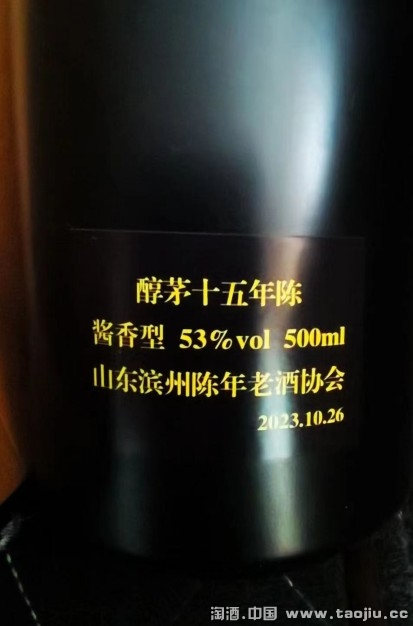 醇茅十五年陈
酱香型 53%vol 500ml
山东滨州陈年老酒协会
2023.10.26
淘酒.中国 www.taojiu.cc